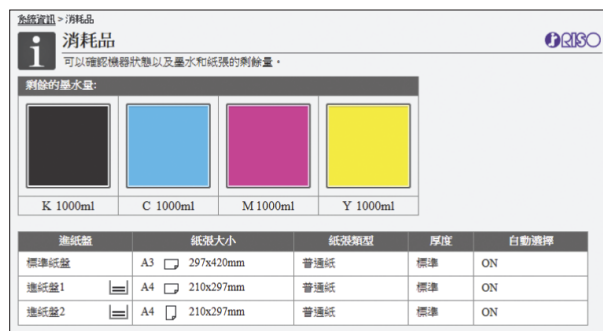 系統資訊 > 消耗品
消耗品
RISO
可以確認機器狀態以及墨水和紙張的剩餘量。
剩餘的墨水量:
K 1000ml C 1000ml M 1000ml Y 1000ml
進紙盤 紙張大小 紙張類型 厚度 自動選擇
標準紙盤 A3 297x420mm 普通紙 標準 ON
進紙盤1 A4 210x297mm 普通紙 標準 ON
進紙盤2 A4 210x297mm 普通紙 標準 ON